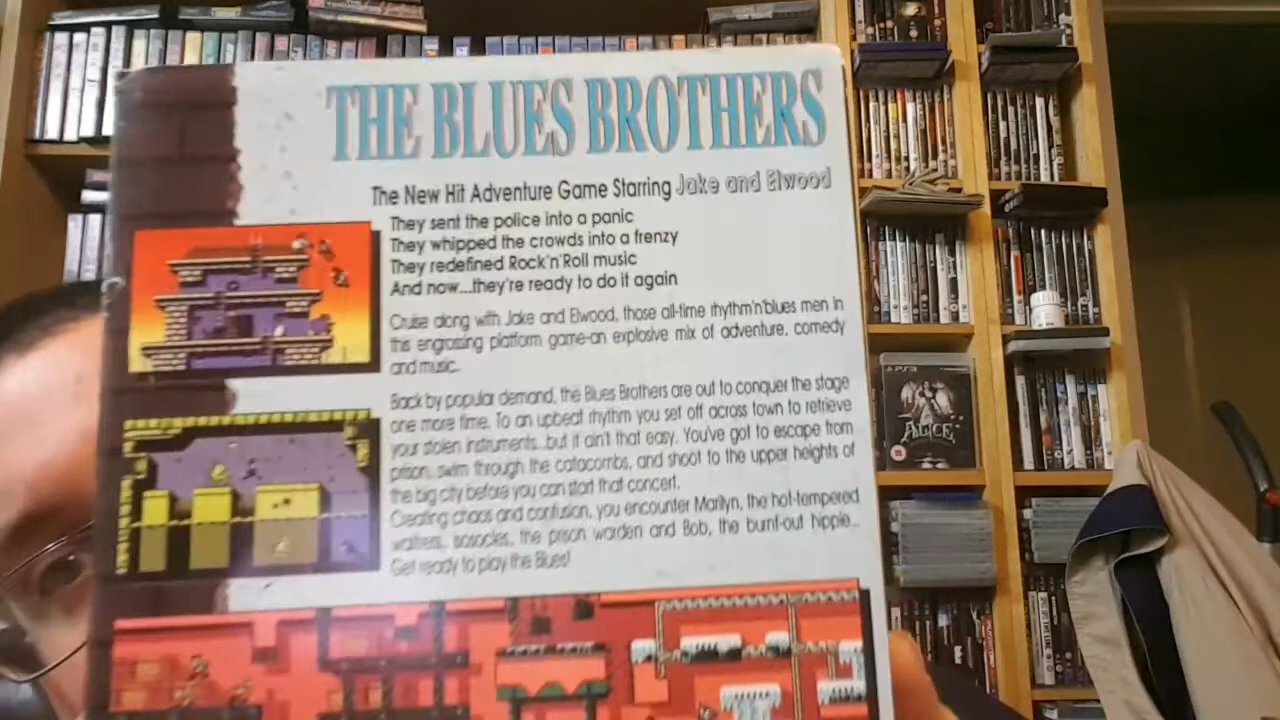 THE BLUES BROTHERS
The New Hit Adventure Game Starring Jake and Elwood
They sent the police into a panic
They whipped the crowds into a frenzy
They redefined Rock'n'Roll music
And now...they're ready to do it again
Cruise along with Jake and Elwood, those all-time rhythm'n'blues men in
this engrossing platform game-an explosive mix of adventure, comedy
and music.
Back by popular demand, the Blues Brothers are out to conquer the stage
one more time. To an upbeat rhythm you set off across town to retrieve
your stolen instruments...but it ain't that easy. You've got to escape from
prison, swim through the catacombs, and shoot to the upper heights of
the big city before you can start that concert.
Creating chaos and confusion, you encounter Marilyn, the hot-tempered
the prison warden and Bob, the burnt-out hippie...
Get ready to play the Blues!
PS3
ALICE